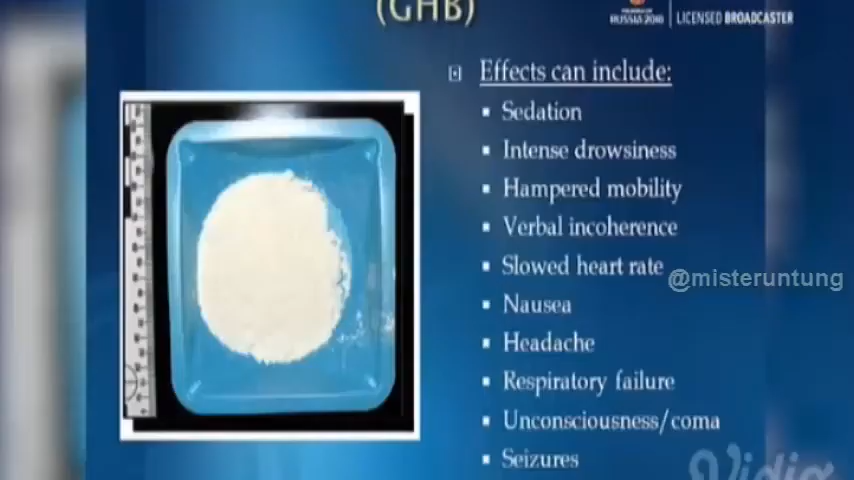 (GHB)
RUSSIA 2018 | LICENSED BROADCASTER
Effects can include:
Sedation
Intense drowsiness
Hampered mobility
Verbal incoherence
Slowed heart rate
@misteruntung
Nausea
Headache
Respiratory failure
Unconsciousness/coma
Seizures
Vidio